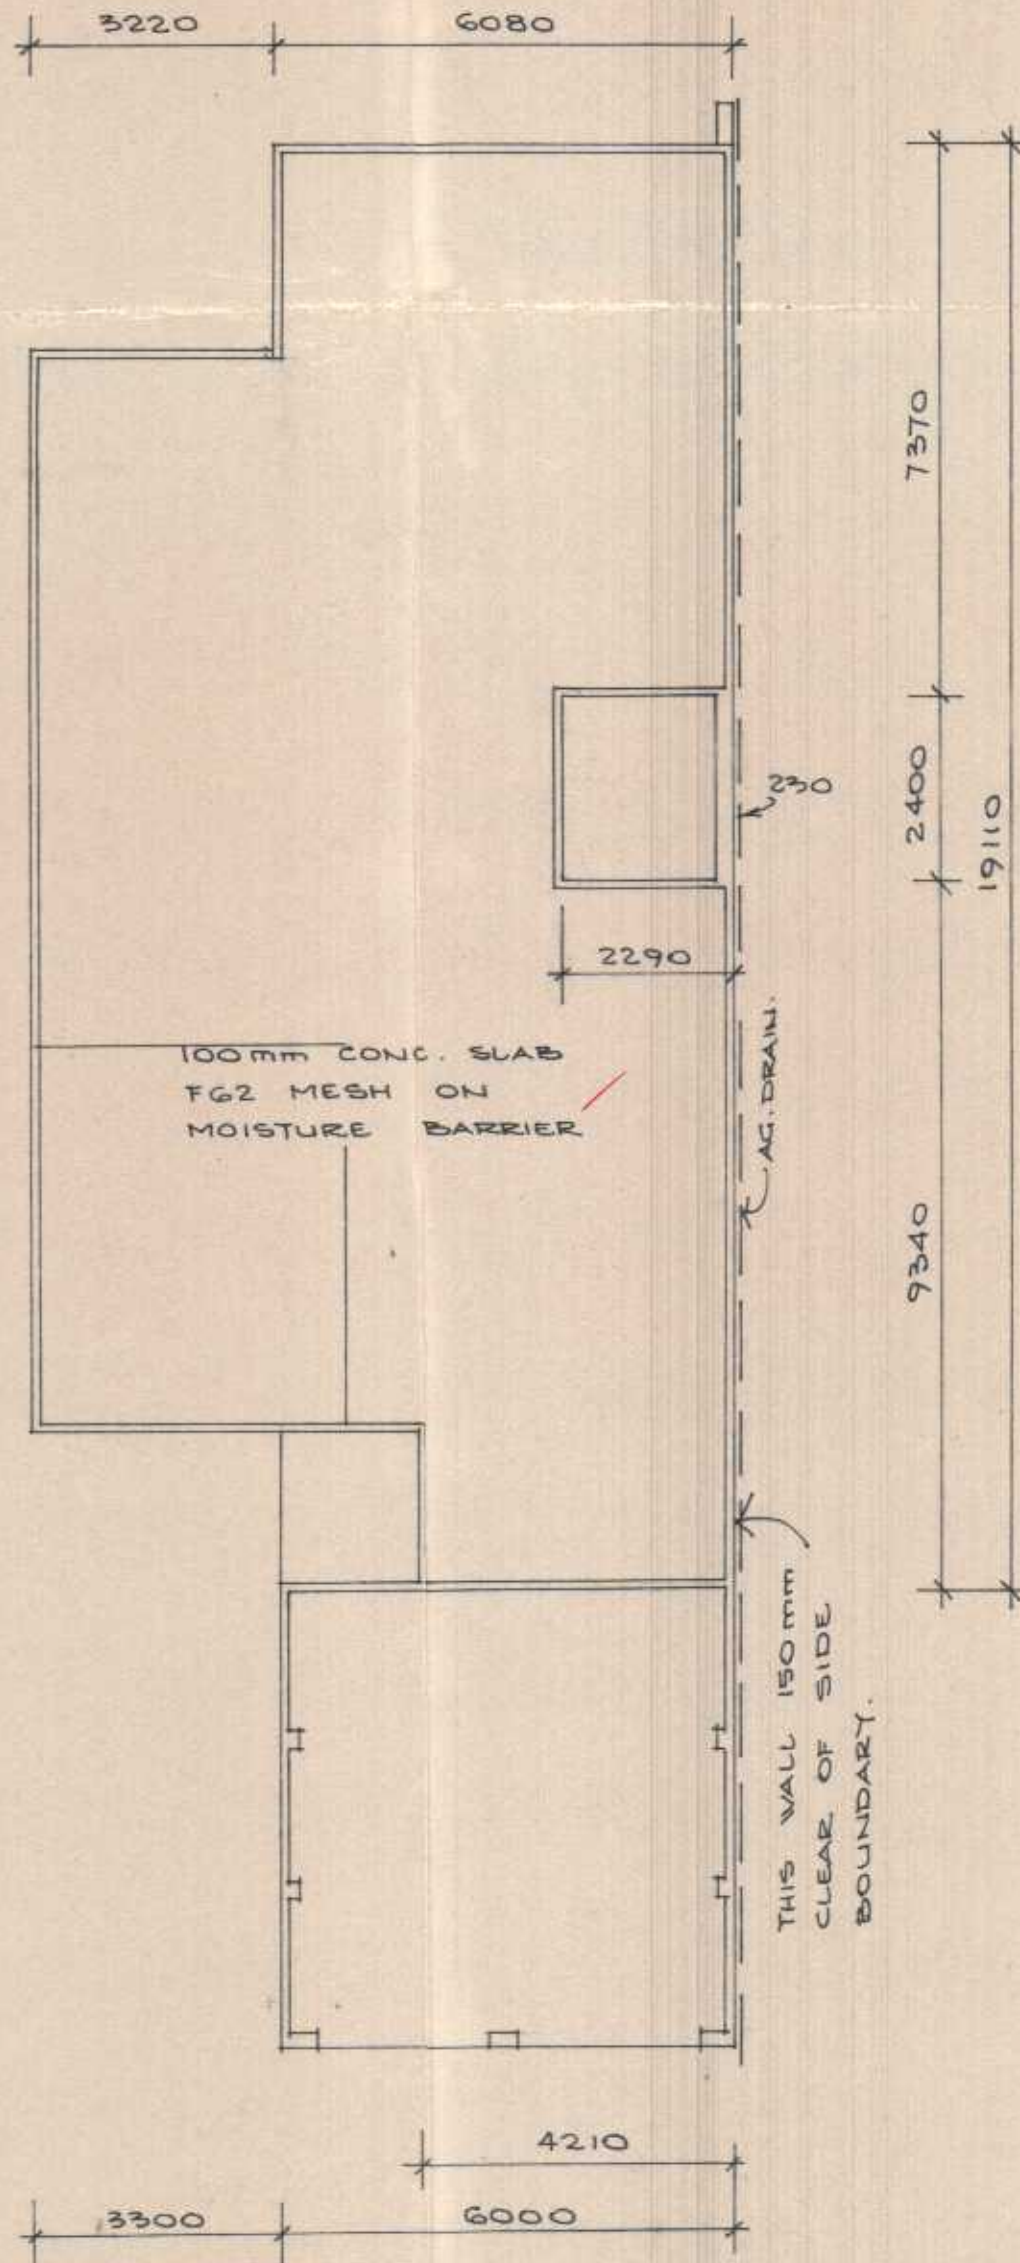 3220
6080
7370
2400
19110
230
2290
100mm CONC. SLAB
F62 MESH ON
MOISTURE BARRIER
AG. DRAIN.
9340
THIS WALL 150mm
CLEAR OF SIDE
BOUNDARY.
4210
3300
6000